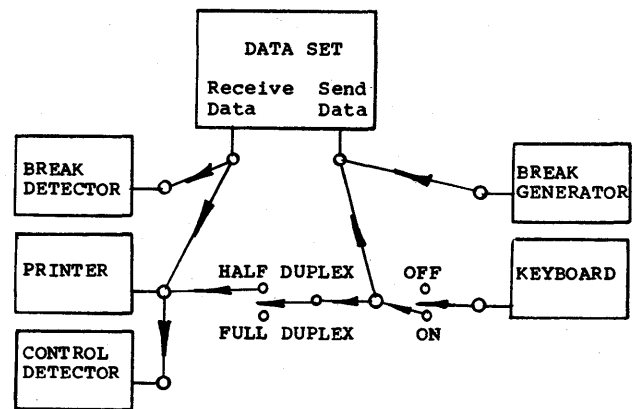 DATA SET
Receive Send
Data Data
BREAK
DETECTOR
BREAK
GENERATOR
PRINTER
HALF DUPLEX
OFF
KEYBOARD
FULL DUPLEX
ON
CONTROL
DETECTOR